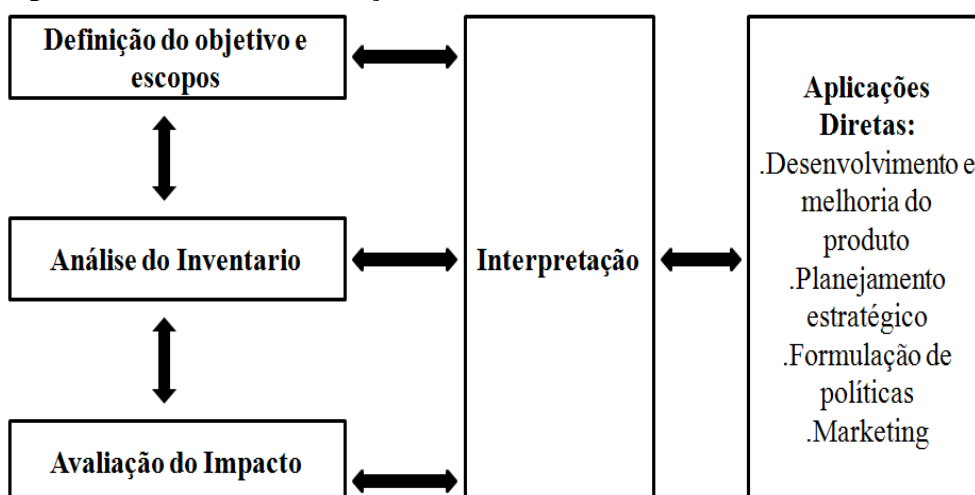 Definição do objetivo e
escopos
Análise do Inventario
Avaliação do Impacto
Interpretação
Aplicações
Diretas:
.Desenvolvimento e
melhoria do
produto
.Planejamento
estratégico
.Formulação de
políticas
.Marketing